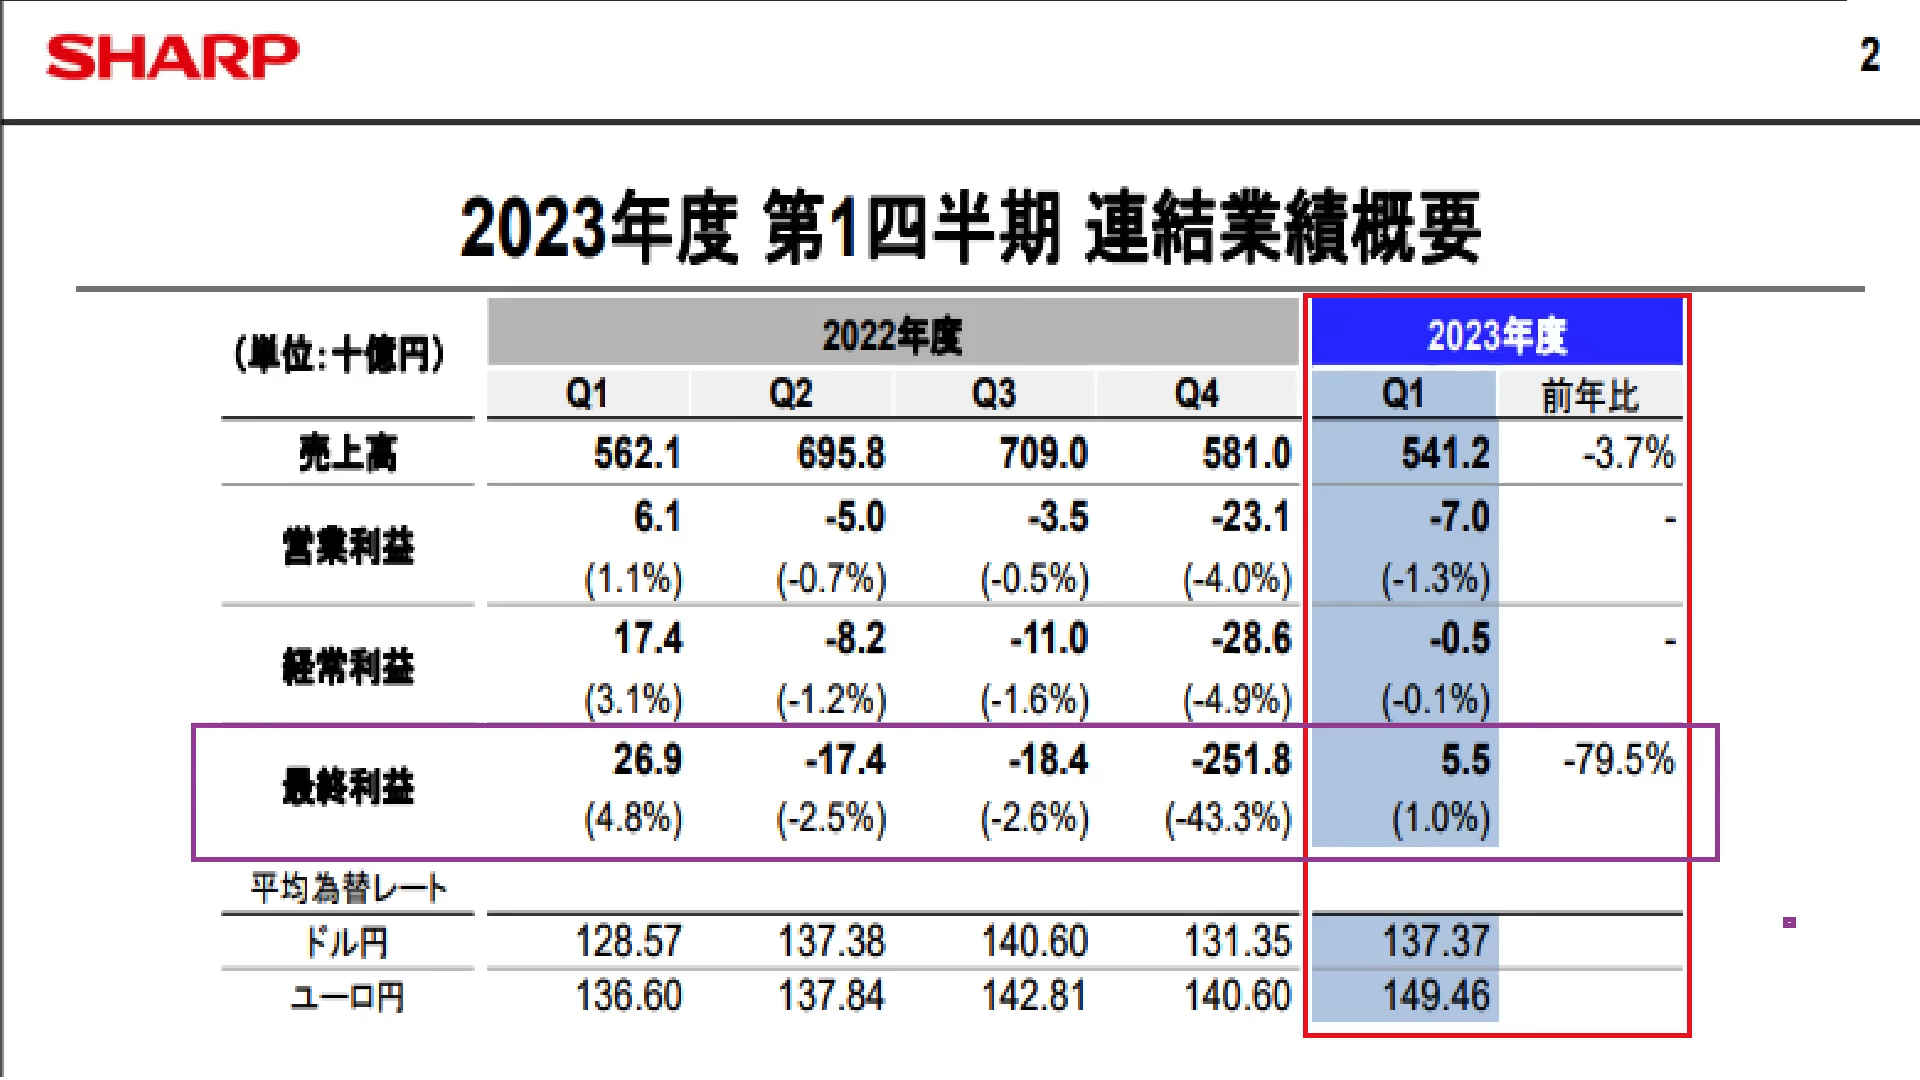 SHARP
2
2023年度 第1四半期 連結業績概要
(単位:十億円) 2022年度 2023年度
Q1 Q2 Q3 Q4 Q1 前年比
売上高 562.1 695.8 709.0 581.0 541.2 -3.7%
営業利益 6.1 -5.0 -3.5 -23.1 -7.0 -
(1.1%) (-0.7%) (-0.5%) (-4.0%) (-1.3%)
経常利益 17.4 -8.2 -11.0 -28.6 -0.5 -
(3.1%) (-1.2%) (-1.6%) (-4.9%) (-0.1%)
最終利益 26.9 -17.4 -18.4 -251.8 5.5 -79.5%
(4.8%) (-2.5%) (-2.6%) (-43.3%) (1.0%)
平均為替レート
ドル円 128.57 137.38 140.60 131.35 137.37
ユーロ円 136.60 137.84 142.81 140.60 149.46